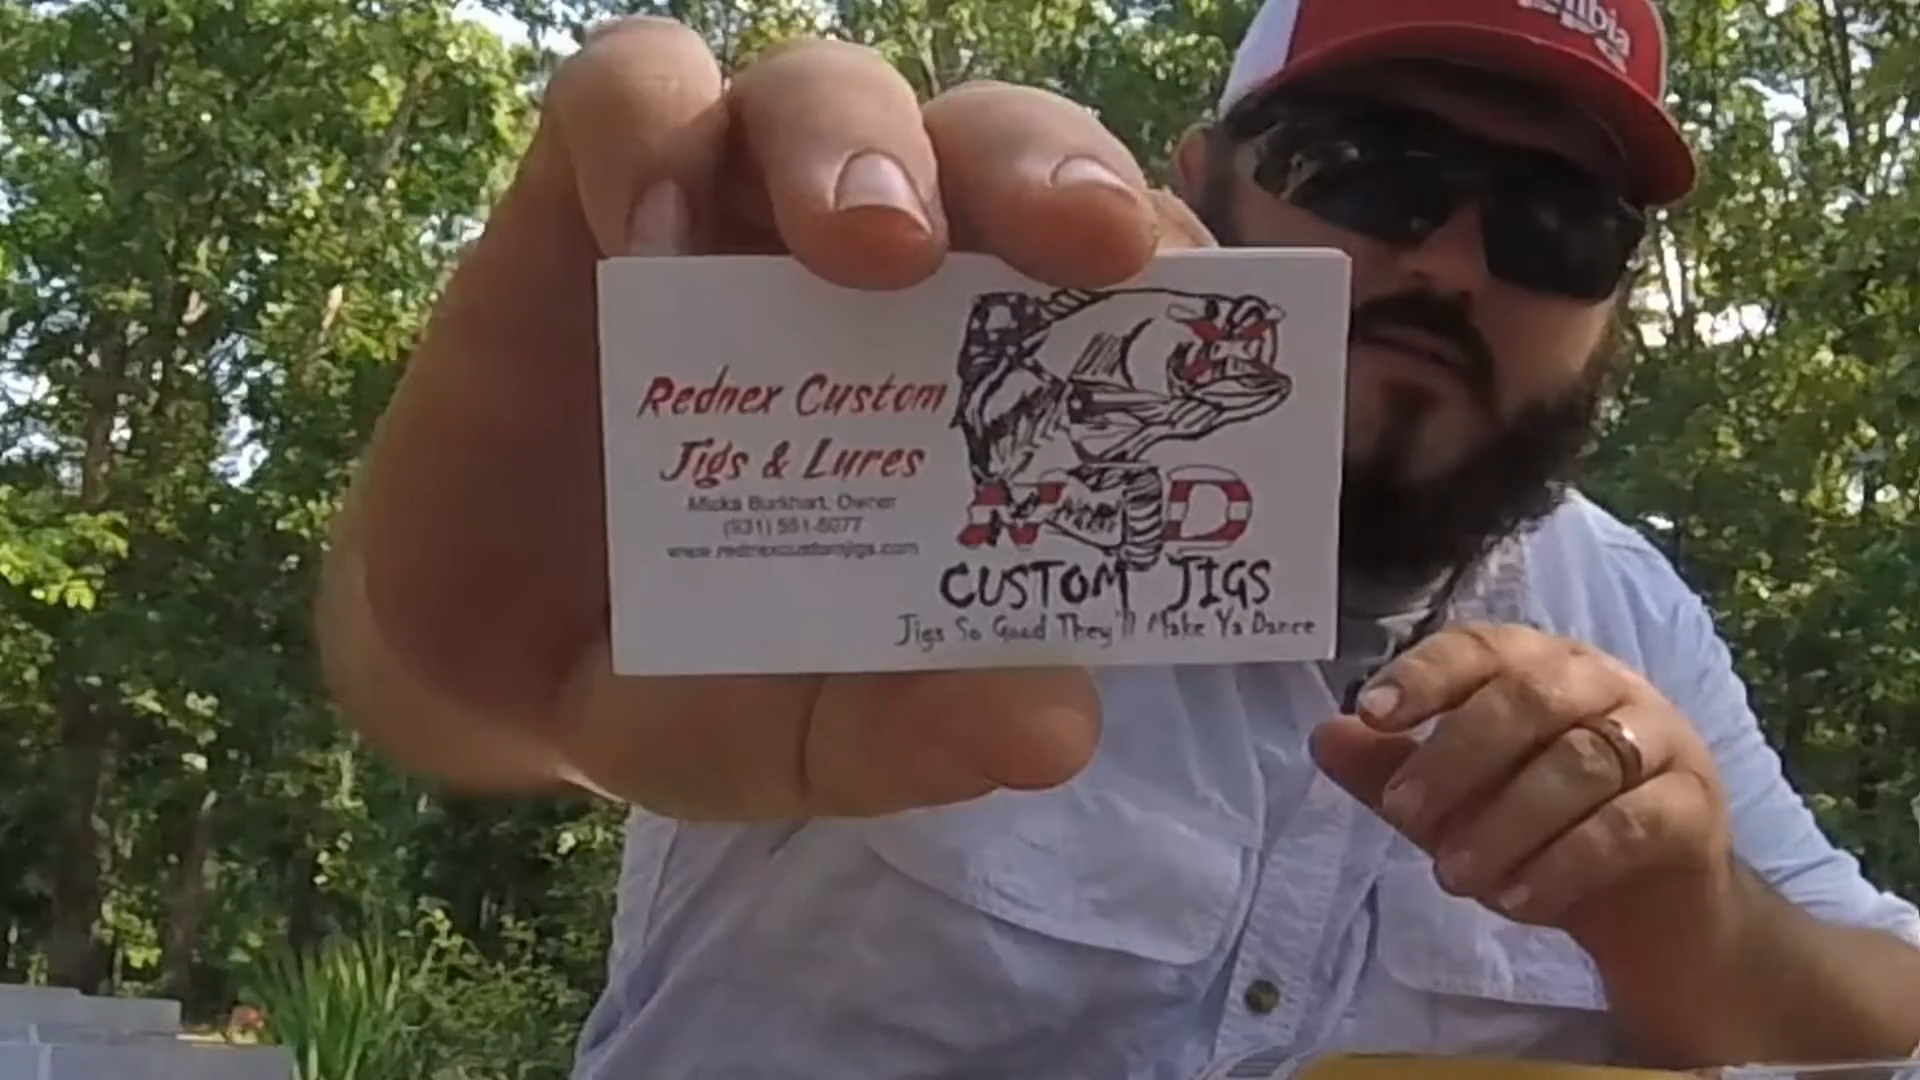 Rednex Custom
Jigs & Lures
Micka Burkhart, Owner
(931) 551-6077
www.rednexcustomjigs.com
CUSTOM JIGS
Jigs So Good They'll Make Ya Dance